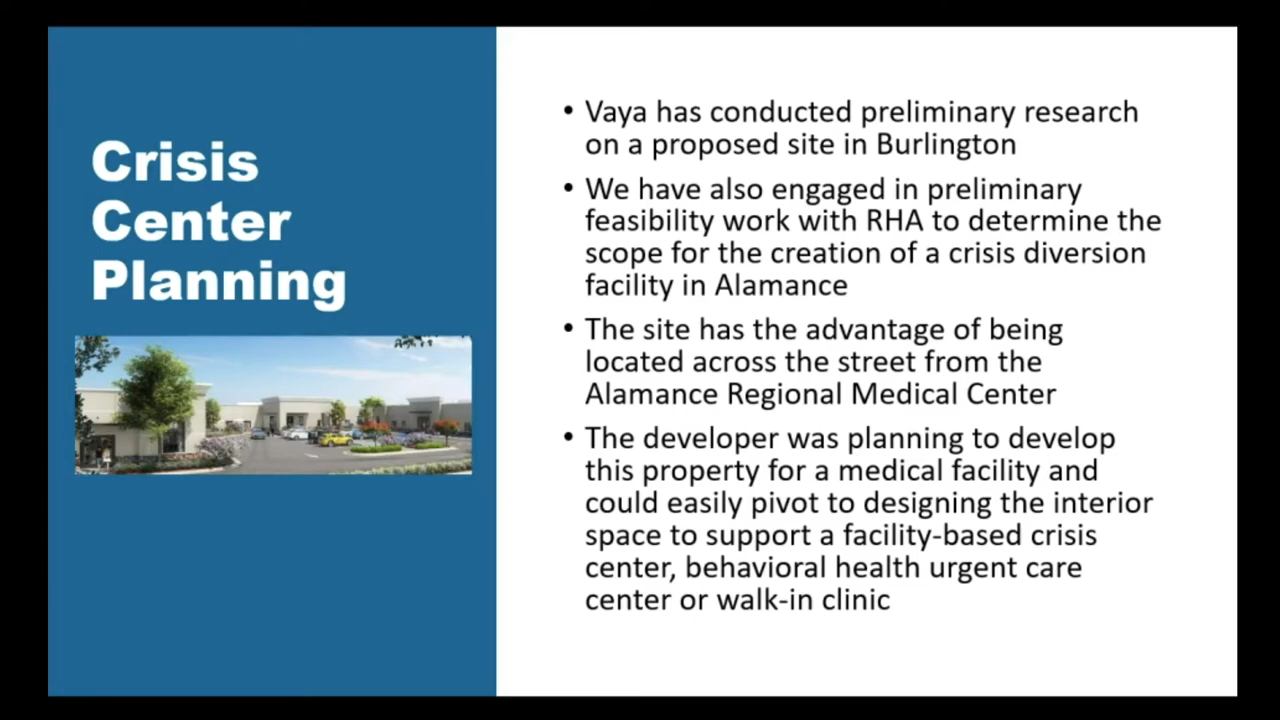 Crisis
Center
Planning
• Vaya has conducted preliminary research
on a proposed site in Burlington
• We have also engaged in preliminary
feasibility work with RHA to determine the
scope for the creation of a crisis diversion
facility in Alamance
• The site has the advantage of being
located across the street from the
Alamance Regional Medical Center
• The developer was planning to develop
this property for a medical facility and
could easily pivot to designing the interior
space to support a facility-based crisis
center, behavioral health urgent care
center or walk-in clinic